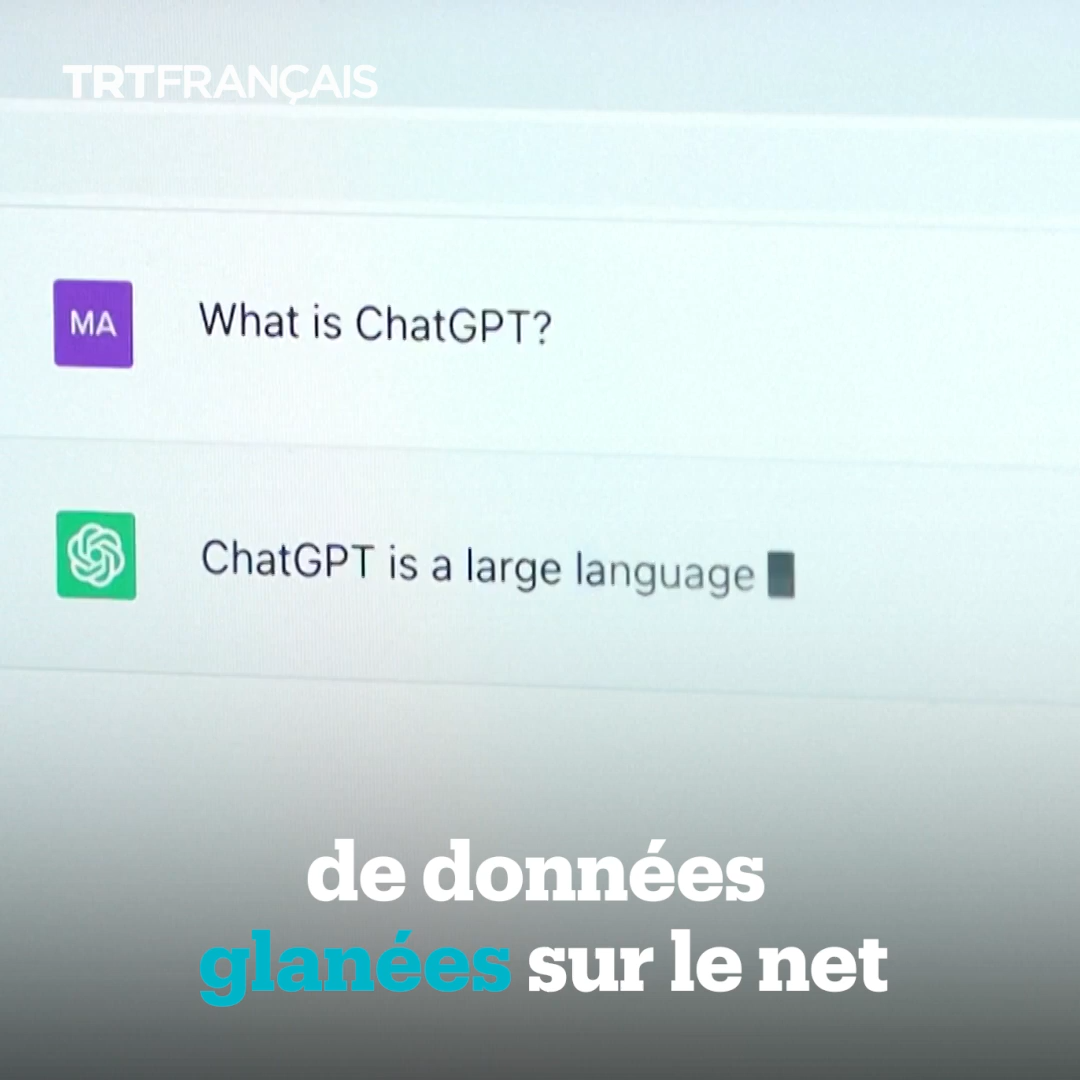 TRTFRANÇAIS
MA
What is ChatGPT?
ChatGPT is a large language
de données
glanées sur le net